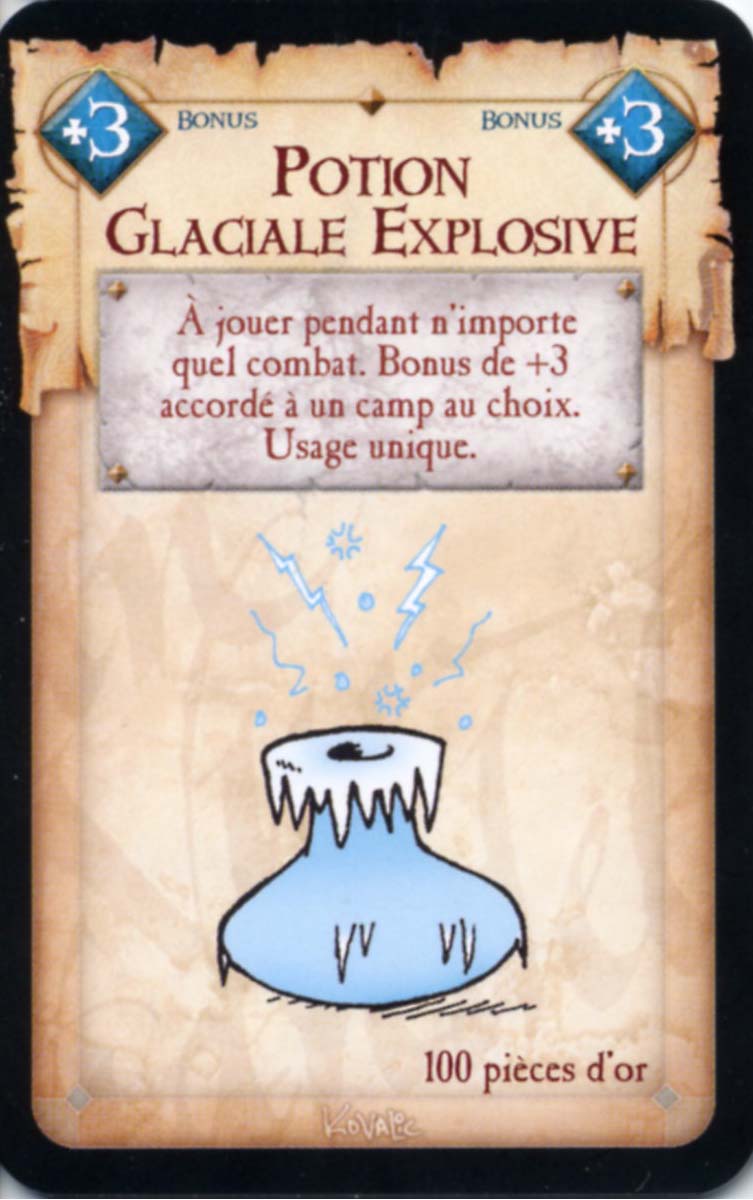 +3 BONUS BONUS +3
POTION
GLACIALE EXPLOSIVE
À jouer pendant n'importe
quel combat. Bonus de +3
accordé à un camp au choix.
Usage unique.
100 pièces d'or
KOVALIC